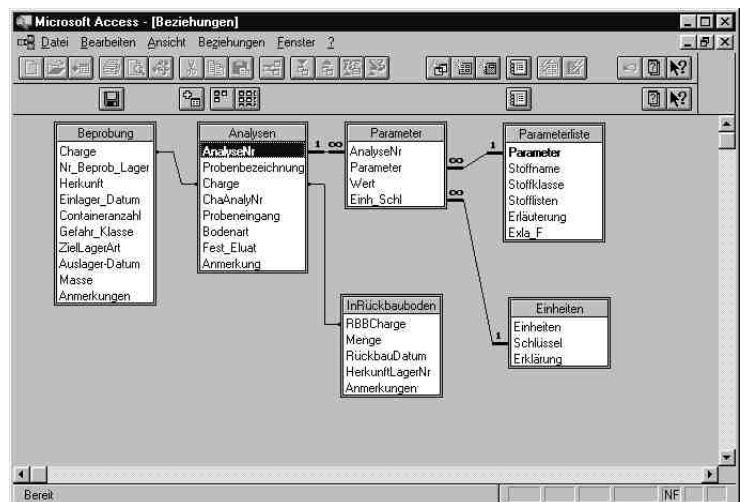 Microsoft Access - [Beziehungen]
Datei Bearbeiten Ansicht Beziehungen Fenster ?
Beprobung
Charge
Nr_Beprob_Lager
Herkunft
Einlager_Datum
Containeranzahl
Gefahr_Klasse
ZielLagerArt
Auslager-Datum
Masse
Anmerkungen
Analysen
AnalyseNr
Probenbezeichnung
Charge
ChaAnalyNr
Probeneingang
Bodenart
Fest_Eluat
Anmerkung
1 ∞
Parameter
AnalyseNr
Parameter
Wert
Einh_Schl
∞
∞
1
Parameterliste
Parameter
Stoffname
Stoffklasse
Stofflisten
Erläuterung
Exla_F
InRückbauboden
RBBCharge
Menge
RückbauDatum
HerkunftLagerNr
Anmerkungen
1
Einheiten
Einheiten
Schlüssel
Erklärung
Bereit
NF